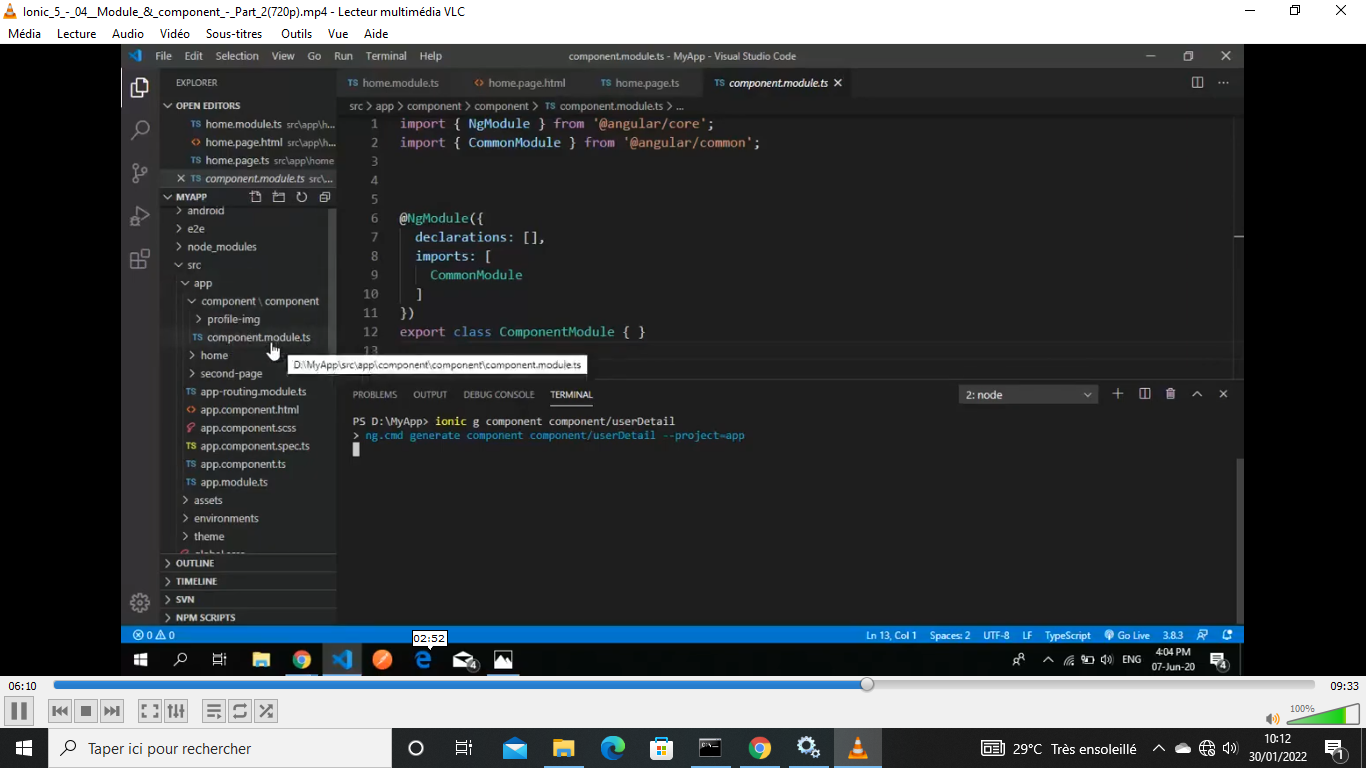 Ionic_5_-_04__Module_&_component_-_Part_2(720p).mp4 - Lecteur multimédia VLC
Média Lecture Audio Vidéo Sous-titres Outils Vue Aide
File Edit Selection View Go Run Terminal Help
component.module.ts - MyApp - Visual Studio Code
EXPLORER
OPEN EDITORS
TS home.module.ts src\app\h...
<> home.page.html src\app\h...
TS home.page.ts src\app\home
TS component.module.ts src\...
MYAPP
android
e2e
node_modules
src
app
component \ component
profile-img
TS component.module.ts
home
second-page
TS app-routing.module.ts
<> app.component.html
app.component.scss
TS app.component.spec.ts
TS app.component.ts
TS app.module.ts
assets
environments
theme
OUTLINE
TIMELINE
SVN
NPM SCRIPTS
TS home.module.ts
<> home.page.html
TS home.page.ts
TS component.module.ts
src > app > component > component > TS component.module.ts > ...
1 import { NgModule } from '@angular/core';
2 import { CommonModule } from '@angular/common';
3
4
5
6 @NgModule({
7 declarations: [],
8 imports: [
9 CommonModule
10 ]
11 })
12 export class ComponentModule { }
13
D:\MyApp\src\app\component\component\component.module.ts
PROBLEMS OUTPUT DEBUG CONSOLE TERMINAL
2: node
PS D:\MyApp> ionic g component component/userDetail
> ng.cmd generate component component/userDetail --project=app
0 0
Ln 13, Col 1 Spaces: 2 UTF-8 LF TypeScript Go Live 3.8.3
02:52
4
ENG
4:04 PM
07-Jun-20
4
06:10
09:33
100%
Taper ici pour rechercher
29°C Très ensoleillé
10:12
30/01/2022
1